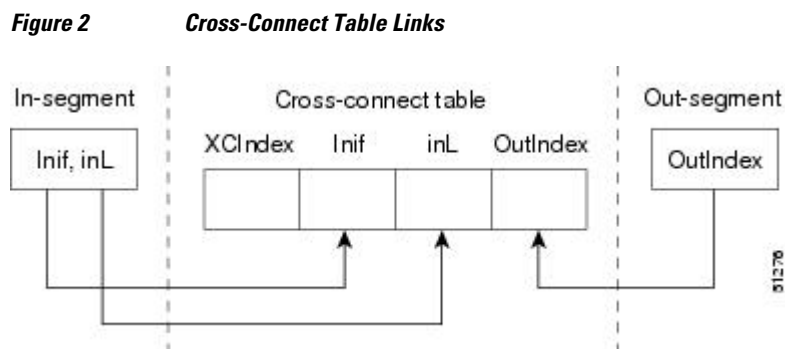 Figure 2 Cross-Connect Table Links
In-segment
Cross-connect table
Out-segment
XCIndex Inif inL OutIndex
Inif, inL
OutIndex
51276